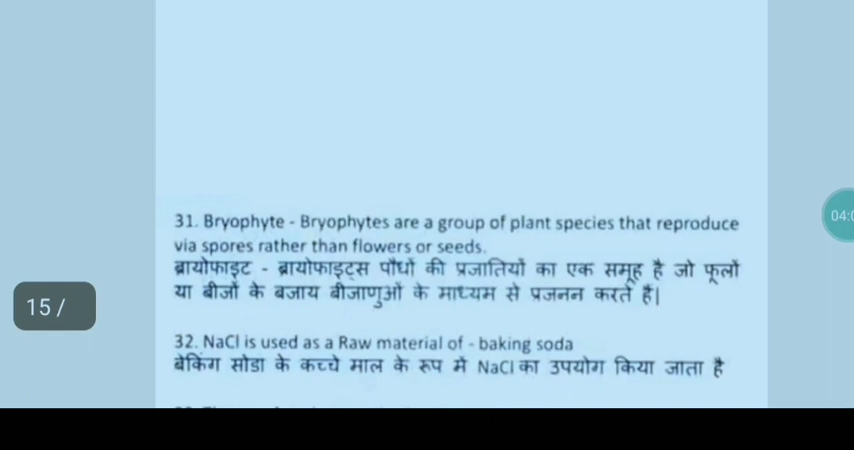 31. Bryophyte - Bryophytes are a group of plant species that reproduce
via spores rather than flowers or seeds.
ब्रायोफाइट - ब्रायोफाइट्स पौधों की प्रजातियों का एक समूह है जो फूलों
या बीजों के बजाय बीजाणुओं के माध्यम से प्रजनन करते हैं|
15 /
32. NaCl is used as a Raw material of - baking soda
बेकिंग सोडा के कच्चे माल के रूप में NaCl का उपयोग किया जाता है